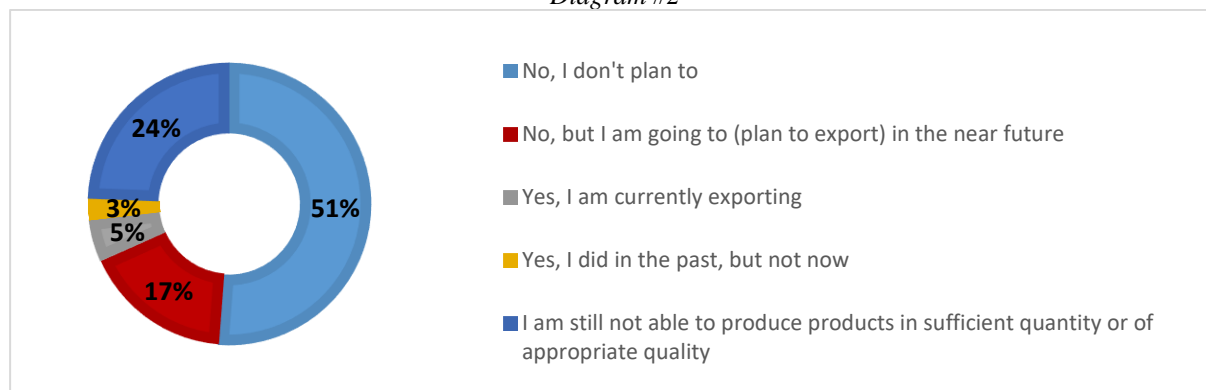 Diagram #2
No, I don't plan to
24%
No, but I am going to (plan to export) in the near future
51%
3%
Yes, I am currently exporting
5%
Yes, I did in the past, but not now
17%
I am still not able to produce products in sufficient quantity or of
appropriate quality